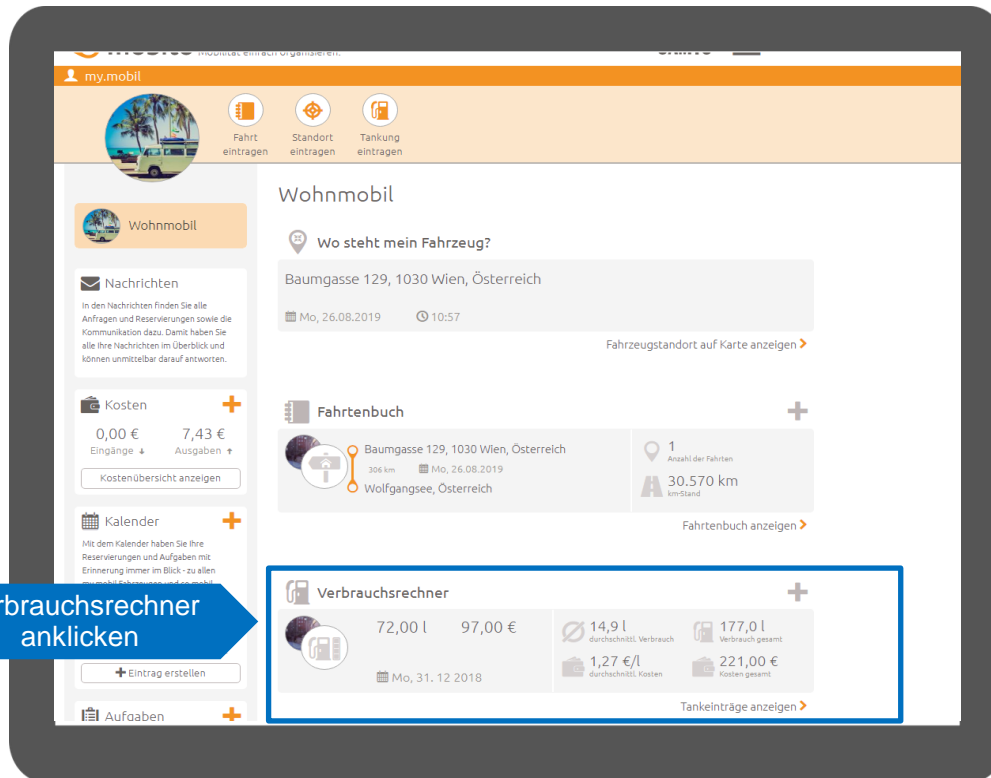 Mobilität einfach organisieren.
my.mobil
Fahrt
eintragen
Standort
eintragen
Tankung
eintragen
Wohnmobil
Nachrichten
In den Nachrichten finden Sie alle
Anfragen und Reservierungen sowie die
Kommunikation dazu. Damit haben Sie
alle Ihre Nachrichten im Überblick und
können unmittelbar darauf antworten.
Kosten
0,00 € 7,43 €
Eingänge Ausgaben
Kostenübersicht anzeigen
Kalender
Mit dem Kalender haben Sie Ihre
Reservierungen und Aufgaben mit
Erinnerung immer im Blick - zu allen
Eintrag erstellen
Aufgaben
Wohnmobil
Wo steht mein Fahrzeug?
Baumgasse 129, 1030 Wien, Österreich
Mo, 26.08.2019 10:57
Fahrzeugstandort auf Karte anzeigen
Fahrtenbuch
Baumgasse 129, 1030 Wien, Österreich
306 km Mo, 26.08.2019
Wolfgangsee, Österreich
1
Anzahl der Fahrten
30.570 km
km-Stand
Fahrtenbuch anzeigen
rbrauchsrechner
anklicken
Verbrauchsrechner
72,00 l 97,00 €
Mo, 31. 12 2018
14,9 l
durchschnittl. Verbrauch
177,0 l
Verbrauch gesamt
1,27 €/l
durchschnittl. Kosten
221,00 €
Kosten gesamt
Tankeinträge anzeigen